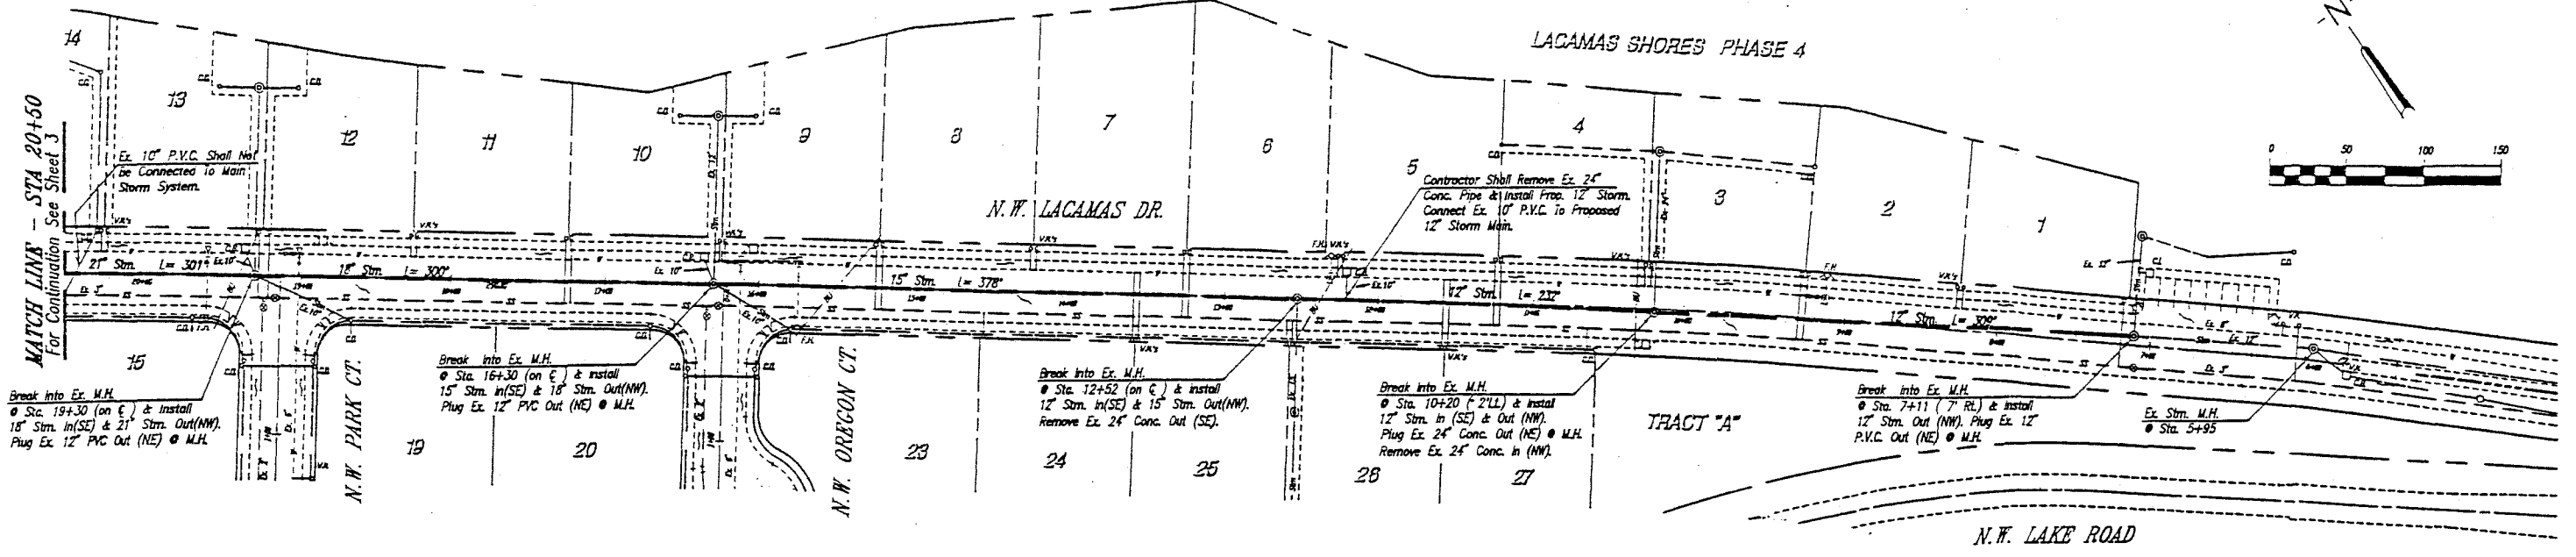 LACAMAS SHORES PHASE 4
N
0 50 100 150
MATCH LINE - STA 20+50
For Continuation See Sheet 3
14
13
12
11
10
9
8
7
6
5
4
3
2
1
Ex. 10" P.V.C. Shall Not
be Connected To Main
Storm System.
Contractor Shall Remove Ex. 24"
Conc. Pipe & Install Prop. 12" Storm.
Connect Ex. 10" P.V.C. To Proposed
12" Storm Main.
N.W. LACAMAS DR.
21" Stm. L= 301'
18" Stm. L= 300'
15" Stm. L= 378'
12" Stm. L= 232'
12" Stm. L= 309'
Ex. 10"
Ex. 10"
Ex. 10"
Ex. 12"
15
19
20
23
24
25
26
27
TRACT "A"
N.W. PARK CT.
N.W. OREGON CT.
N.W. LAKE ROAD
Break into Ex. M.H.
@ Sta. 19+30 (on ℄) & install
18" Stm. In(SE) & 21" Stm. Out(NW).
Plug Ex. 12" PVC Out (NE) @ M.H.
Break into Ex. M.H.
@ Sta. 16+30 (on ℄) & install
15" Stm. In(SE) & 18" Stm. Out(NW).
Plug Ex. 12" PVC Out (NE) @ M.H.
Break into Ex. M.H.
@ Sta. 12+52 (on ℄) & install
12" Stm. In(SE) & 15" Stm. Out(NW).
Remove Ex. 24" Conc. Out (SE).
Break into Ex. M.H.
@ Sta. 10+20 ( 2'Lt.) & install
12" Stm. In (SE) & Out (NW).
Plug Ex. 24" Conc. Out (NE) @ M.H.
Remove Ex. 24" Conc. In (NW).
Break into Ex. M.H.
@ Sta. 7+11 ( 7' Rt.) & install
12" Stm. Out (NW). Plug Ex. 12"
P.V.C. Out (NE) @ M.H.
Ex. Stm. M.H.
@ Sta. 5+95